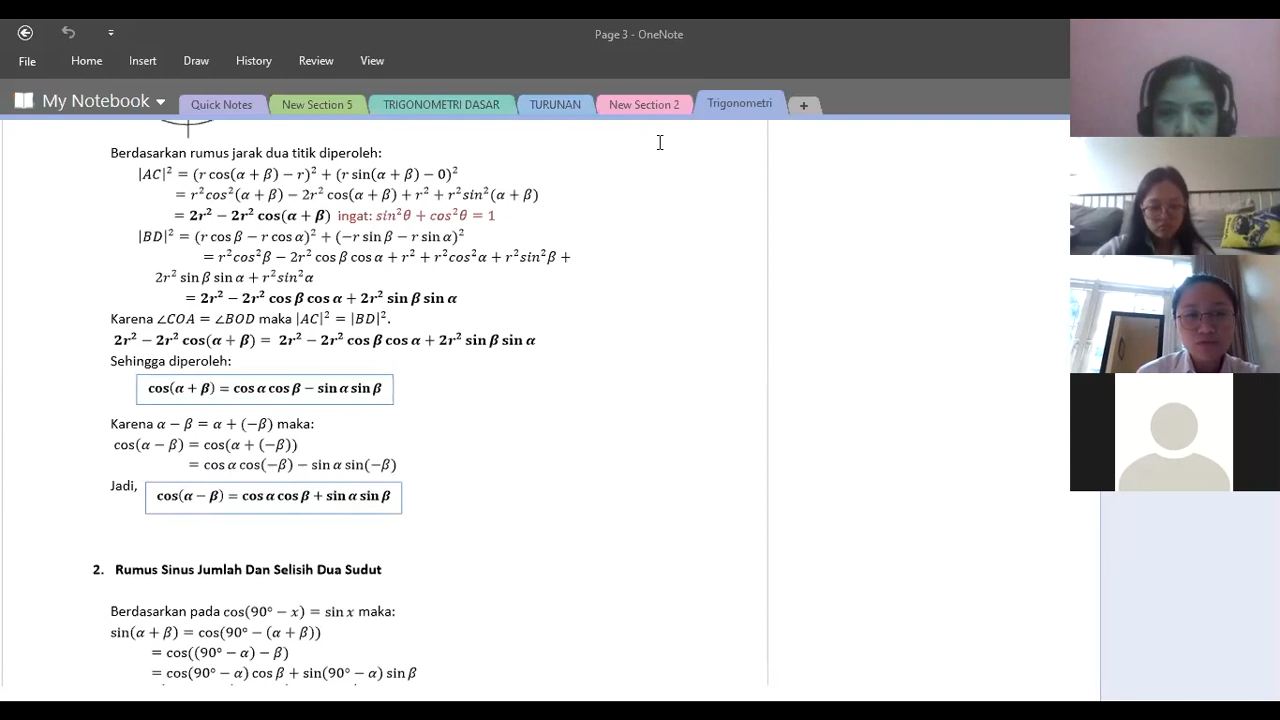 Page 3 - OneNote
File Home Insert Draw History Review View
My Notebook Quick Notes New Section 5 TRIGONOMETRI DASAR TURUNAN New Section 2 Trigonometri +
Berdasarkan rumus jarak dua titik diperoleh:
|AC|² = (r cos(α + β) − r)² + (r sin(α + β) − 0)²
= r²cos²(α + β) − 2r² cos(α + β) + r² + r²sin²(α + β)
= 2r² − 2r² cos(α + β) ingat: sin²θ + cos²θ = 1
|BD|² = (r cos β − r cos α)² + (−r sin β − r sin α)²
= r²cos²β − 2r² cos β cos α + r² + r²cos²α + r²sin²β +
2r² sin β sin α + r²sin²α
= 2r² − 2r² cos β cos α + 2r² sin β sin α
Karena ∠COA = ∠BOD maka |AC|² = |BD|².
2r² − 2r² cos(α + β) = 2r² − 2r² cos β cos α + 2r² sin β sin α
Sehingga diperoleh:
cos(α + β) = cos α cos β − sin α sin β
Karena α − β = α + (−β) maka:
cos(α − β) = cos(α + (−β))
= cos α cos(−β) − sin α sin(−β)
Jadi, cos(α − β) = cos α cos β + sin α sin β
2. Rumus Sinus Jumlah Dan Selisih Dua Sudut
Berdasarkan pada cos(90° − x) = sin x maka:
sin(α + β) = cos(90° − (α + β))
= cos((90° − α) − β)
= cos(90° − α) cos β + sin(90° − α) sin β